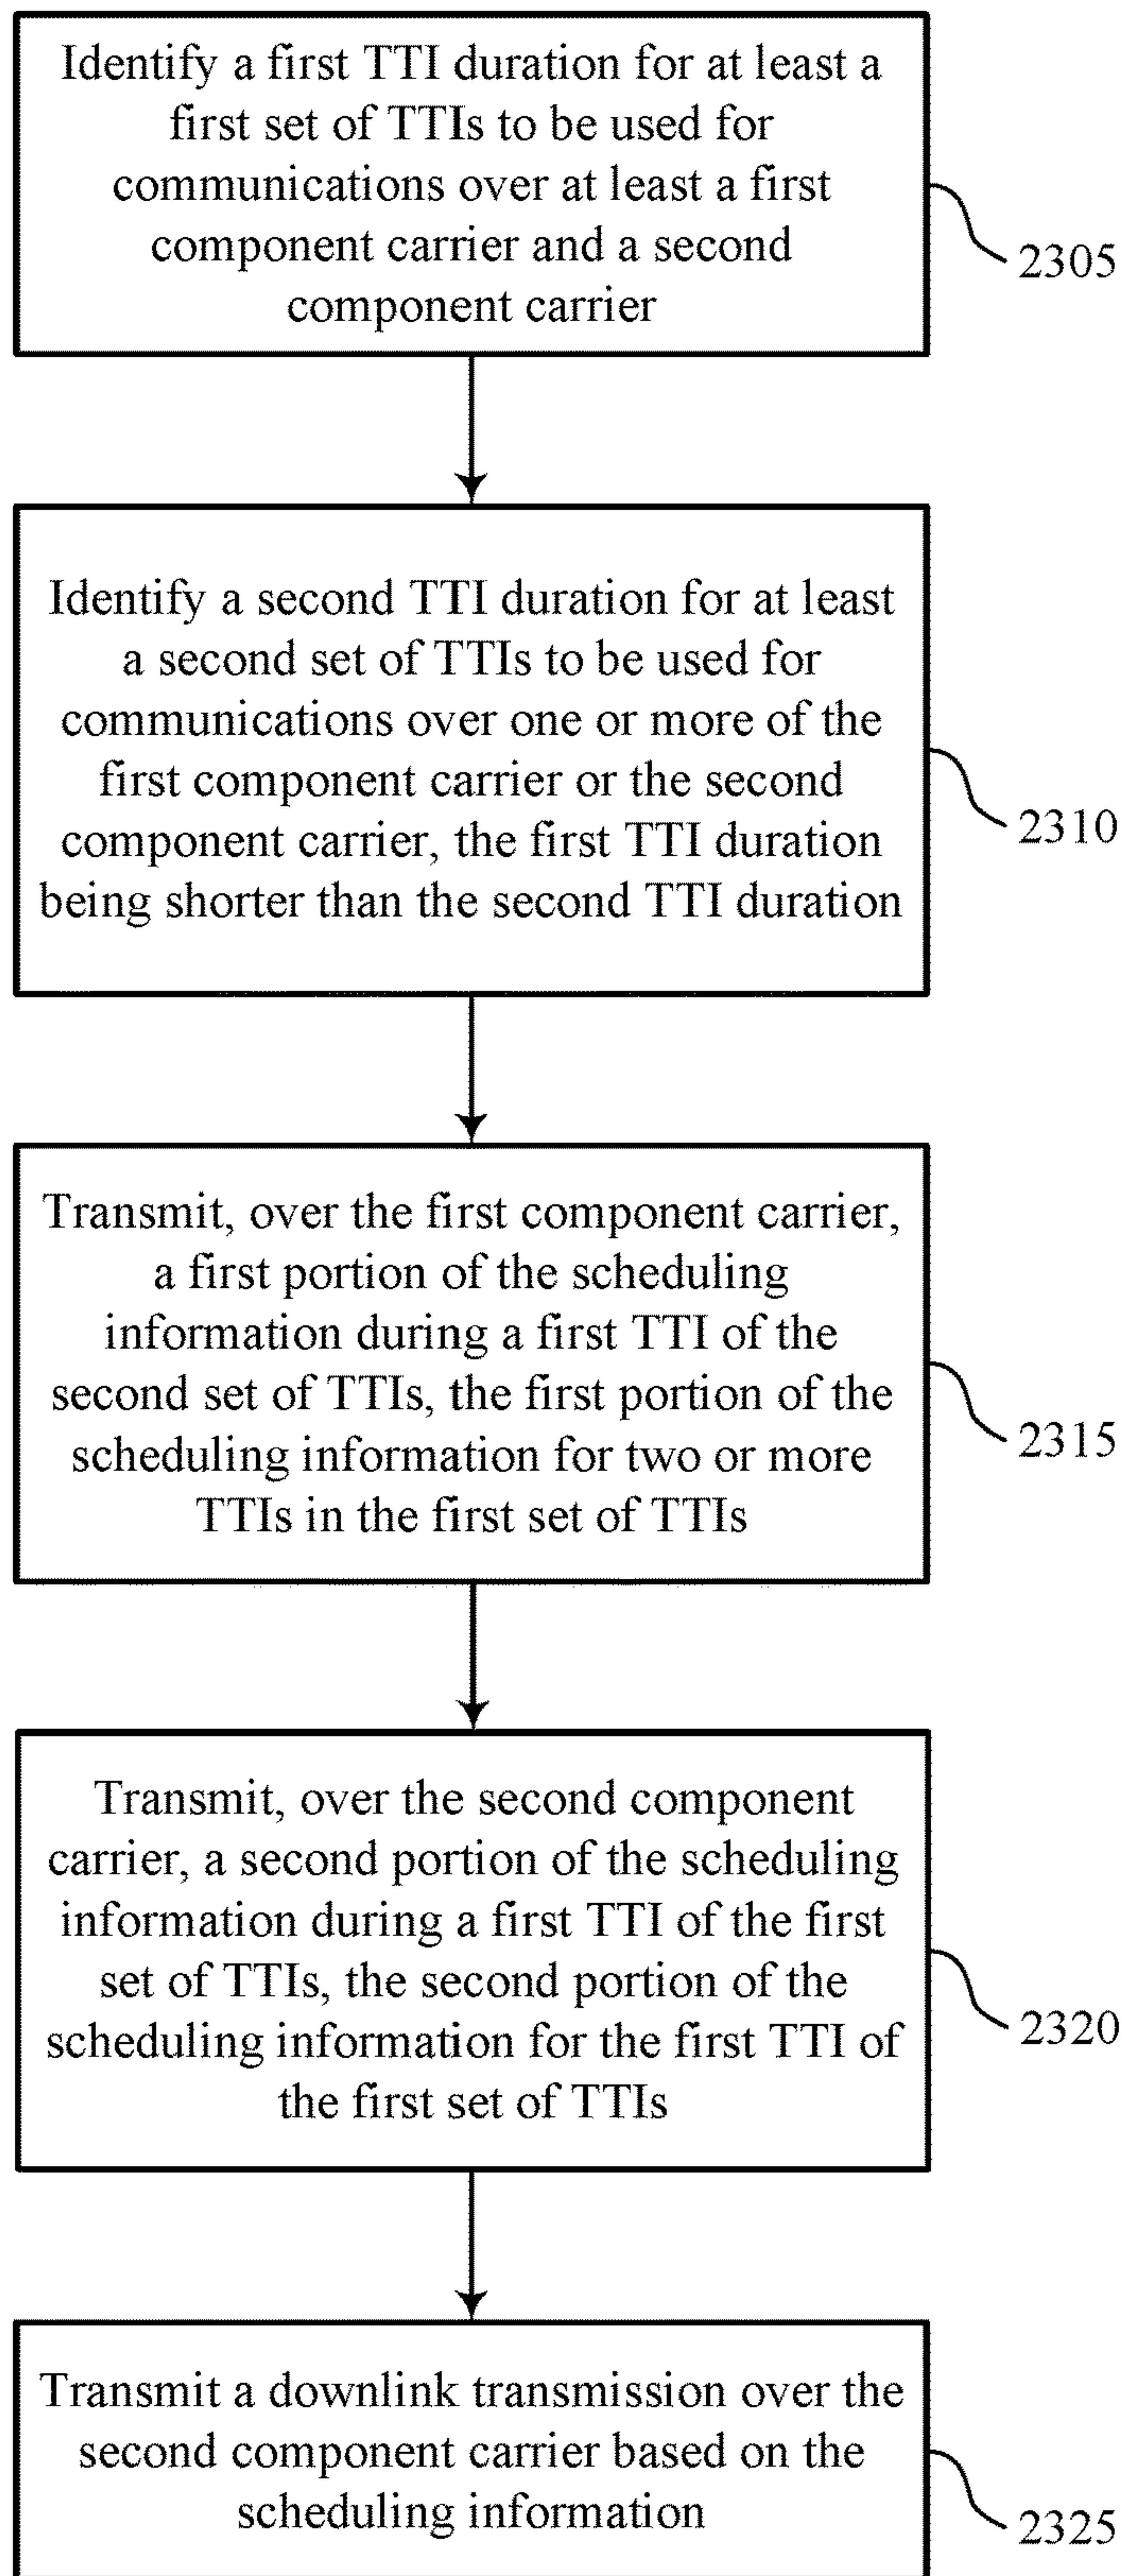 Identify a first TTI duration for at least a
first set of TTIs to be used for
communications over at least a first
component carrier and a second
component carrier
2305
Identify a second TTI duration for at least
a second set of TTIs to be used for
communications over one or more of the
first component carrier or the second
component carrier, the first TTI duration
being shorter than the second TTI duration
2310
Transmit, over the first component carrier,
a first portion of the scheduling
information during a first TTI of the
second set of TTIs, the first portion of the
scheduling information for two or more
TTIs in the first set of TTIs
2315
Transmit, over the second component
carrier, a second portion of the scheduling
information during a first TTI of the first
set of TTIs, the second portion of the
scheduling information for the first TTI of
the first set of TTIs
2320
Transmit a downlink transmission over the
second component carrier based on the
scheduling information
2325